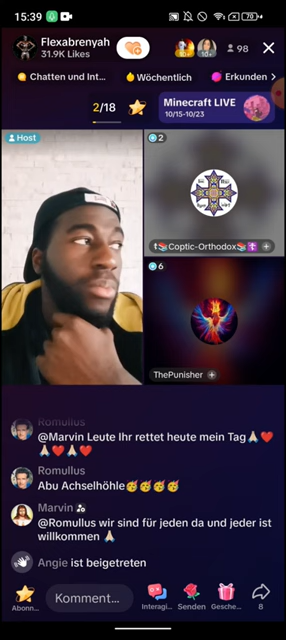 15:39
70
Flexabrenyah
31.9K Likes
10+
10+
98
Chatten und Int...
Wöchentlich
Erkunden
2/18
Minecraft LIVE
10/15-10/23
Host
2
t📚Coptic-Orthodox📚✝️
6
ThePunisher
Romullus
@Marvin Leute Ihr rettet heute mein Tag🙏🏻❤️
❤️🙏🏻❤️🙏🏻❤️
Romullus
Abu Achselhöhle🥳🥳🥳🥳
Marvin
@Romullus wir sind für jeden da und jeder ist
willkommen 🙏🏻
Angie ist beigetreten
Abonn...
Komment...
Interagi...
Senden
Gesche...
8